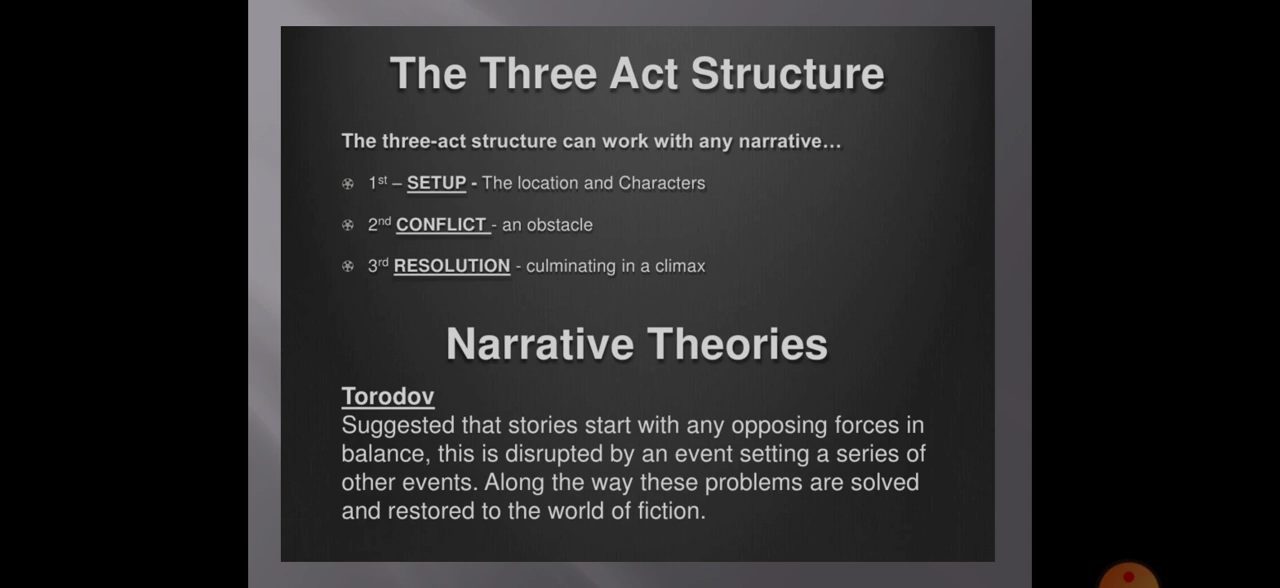 The Three Act Structure
The three-act structure can work with any narrative…
1st – SETUP - The location and Characters
2nd CONFLICT - an obstacle
3rd RESOLUTION - culminating in a climax
Narrative Theories
Torodov
Suggested that stories start with any opposing forces in
balance, this is disrupted by an event setting a series of
other events. Along the way these problems are solved
and restored to the world of fiction.